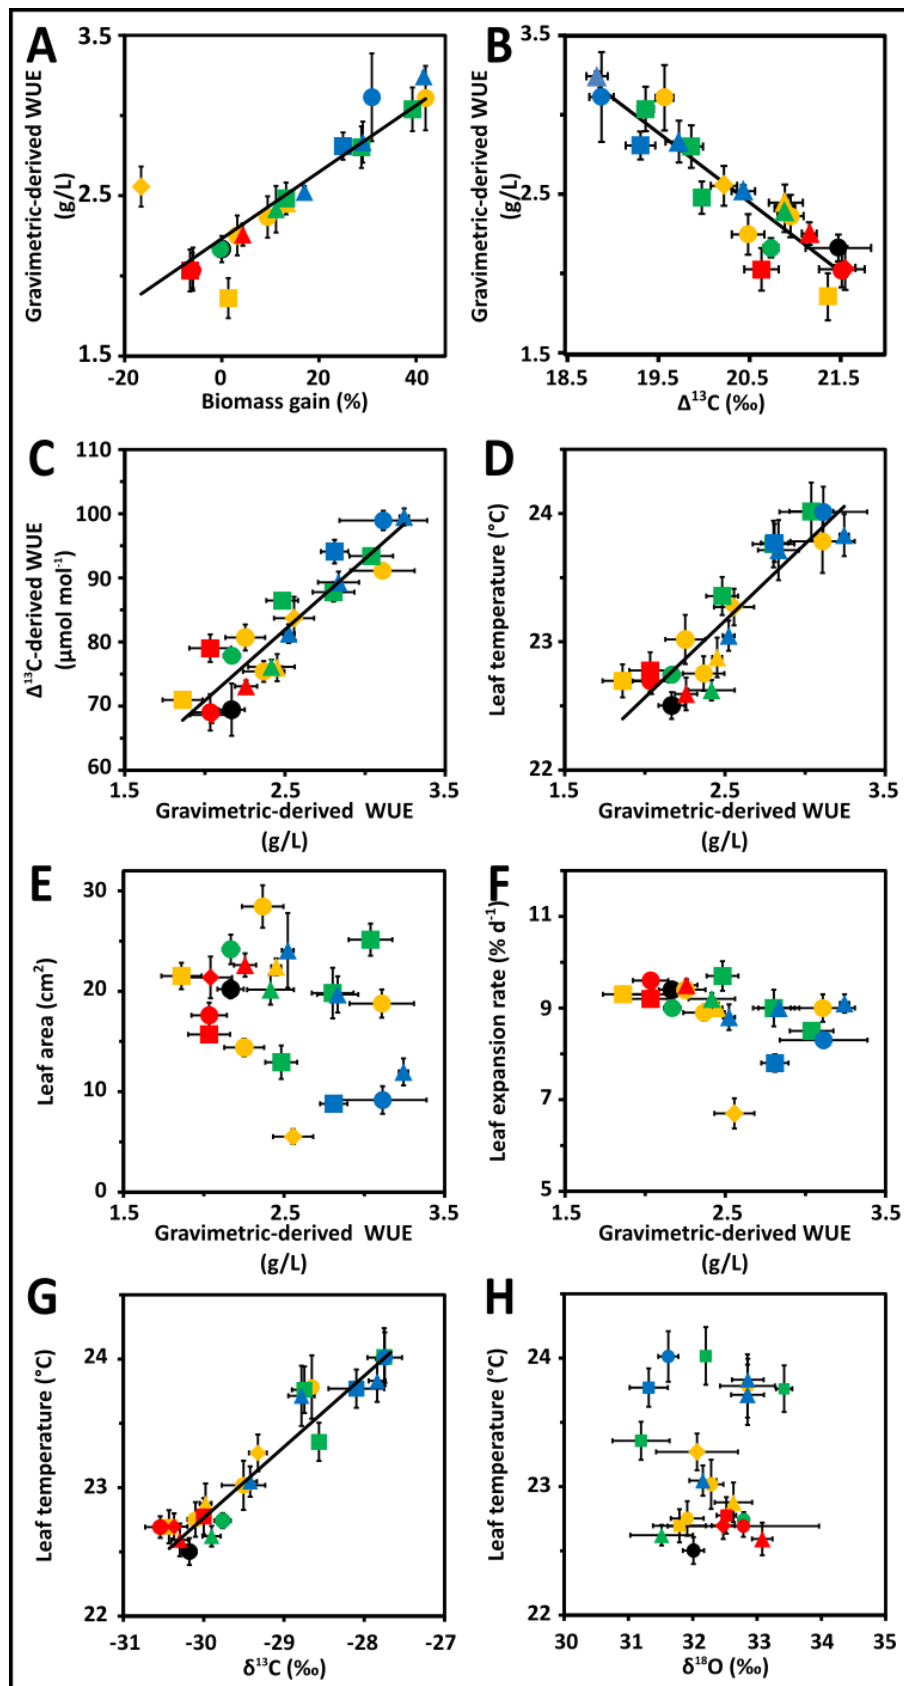 A
Gravimetric-derived WUE
(g/L)
3.5
2.5
1.5
-20
0
20
40
Biomass gain (%)
B
Gravimetric-derived WUE
(g/L)
3.5
2.5
1.5
18.5
19.5
20.5
21.5
Δ¹³C (‰)
C
Δ¹³C-derived WUE
(µmol mol⁻¹)
110
100
90
80
70
60
1.5
2.5
3.5
Gravimetric-derived WUE
(g/L)
D
Leaf temperature (°C)
24
23
22
1.5
2.5
3.5
Gravimetric-derived WUE
(g/L)
E
Leaf area (cm²)
30
20
10
0
1.5
2.5
3.5
Gravimetric-derived WUE
(g/L)
F
Leaf expansion rate (% d⁻¹)
11
9
7
5
1.5
2.5
3.5
Gravimetric-derived WUE
(g/L)
G
Leaf temperature (°C)
24
23
22
-31
-30
-29
-28
-27
δ¹³C (‰)
H
Leaf temperature (°C)
24
23
22
30
31
32
33
34
35
δ¹⁸O (‰)